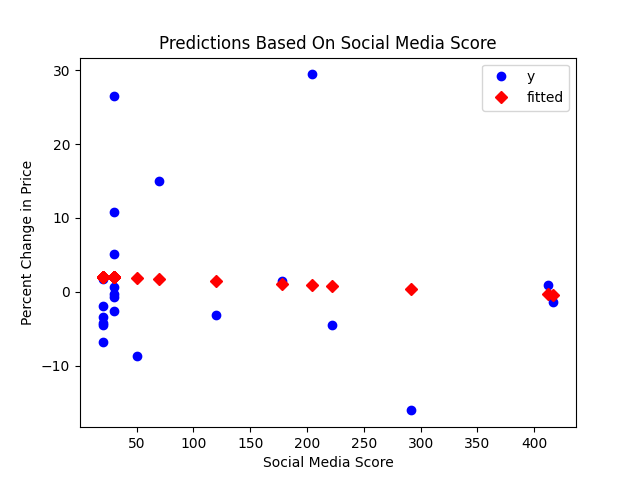 Predictions Based On Social Media Score
y
fitted
Percent Change in Price
30
20
10
0
−10
50
100
150
200
250
300
350
400
Social Media Score